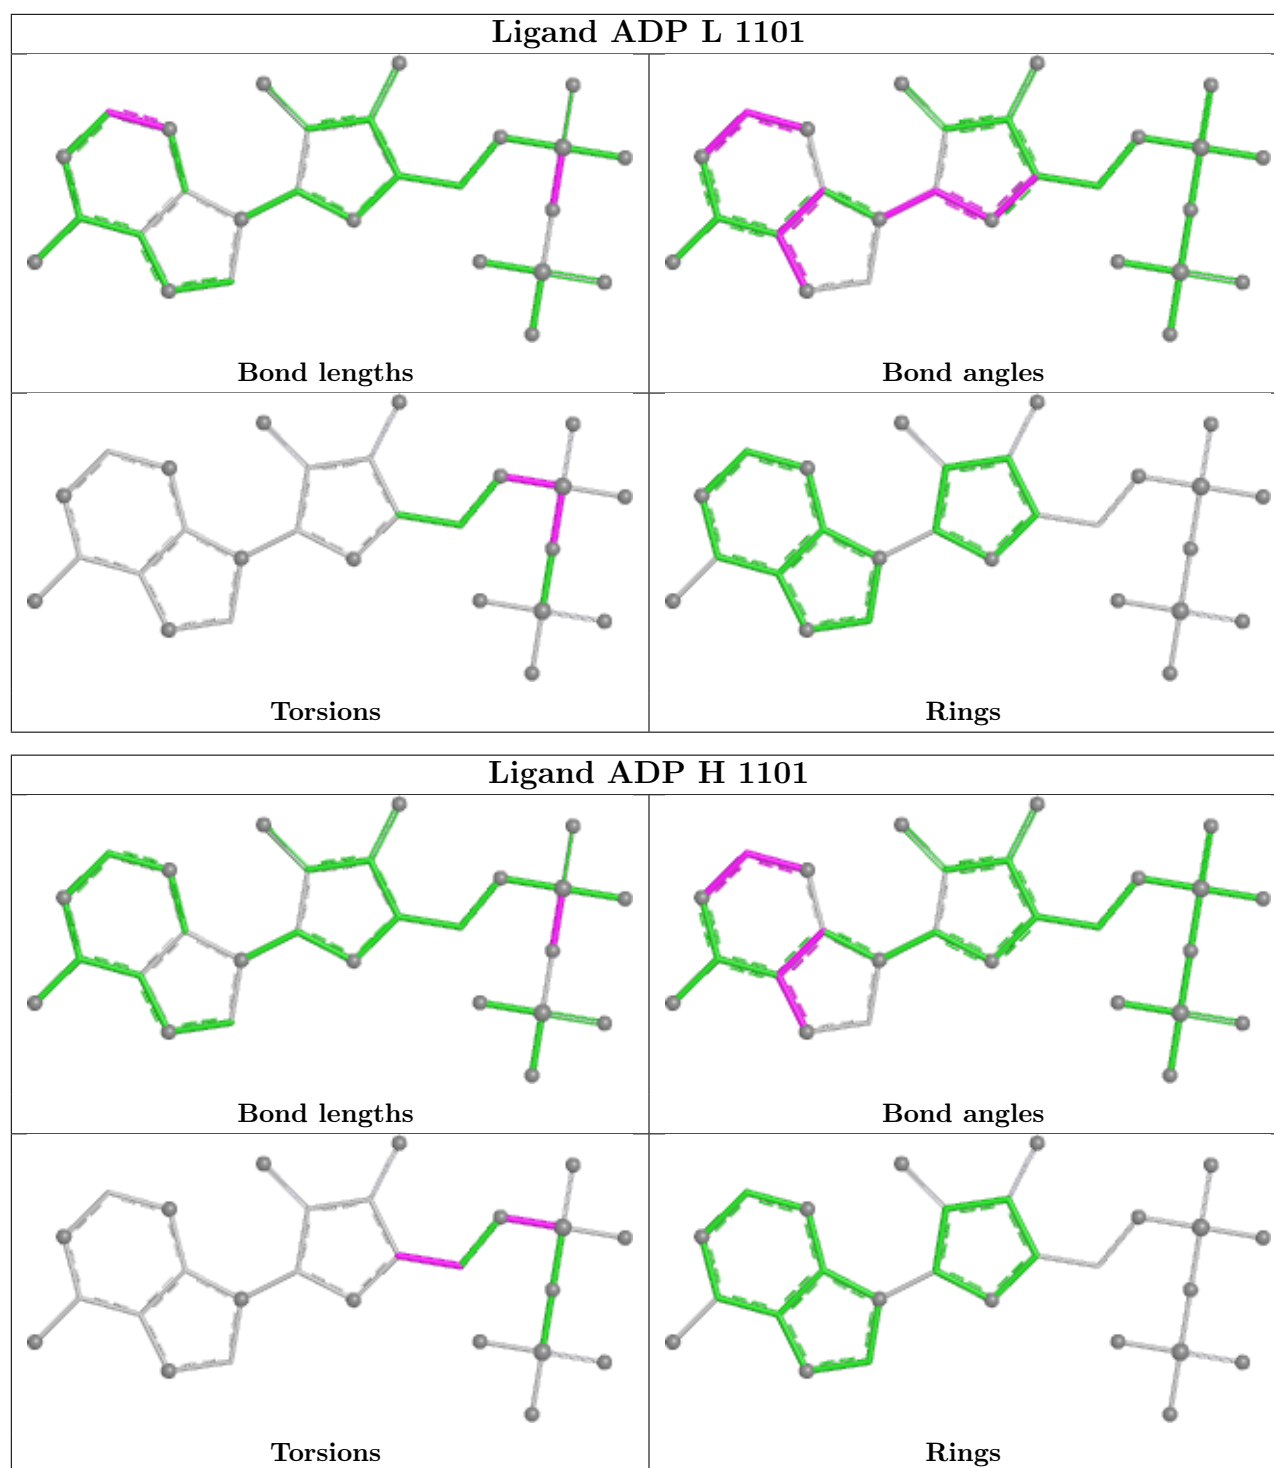 Ligand ADP L 1101
Bond lengths
Bond angles
Torsions
Rings
Ligand ADP H 1101
Bond lengths
Bond angles
Torsions
Rings